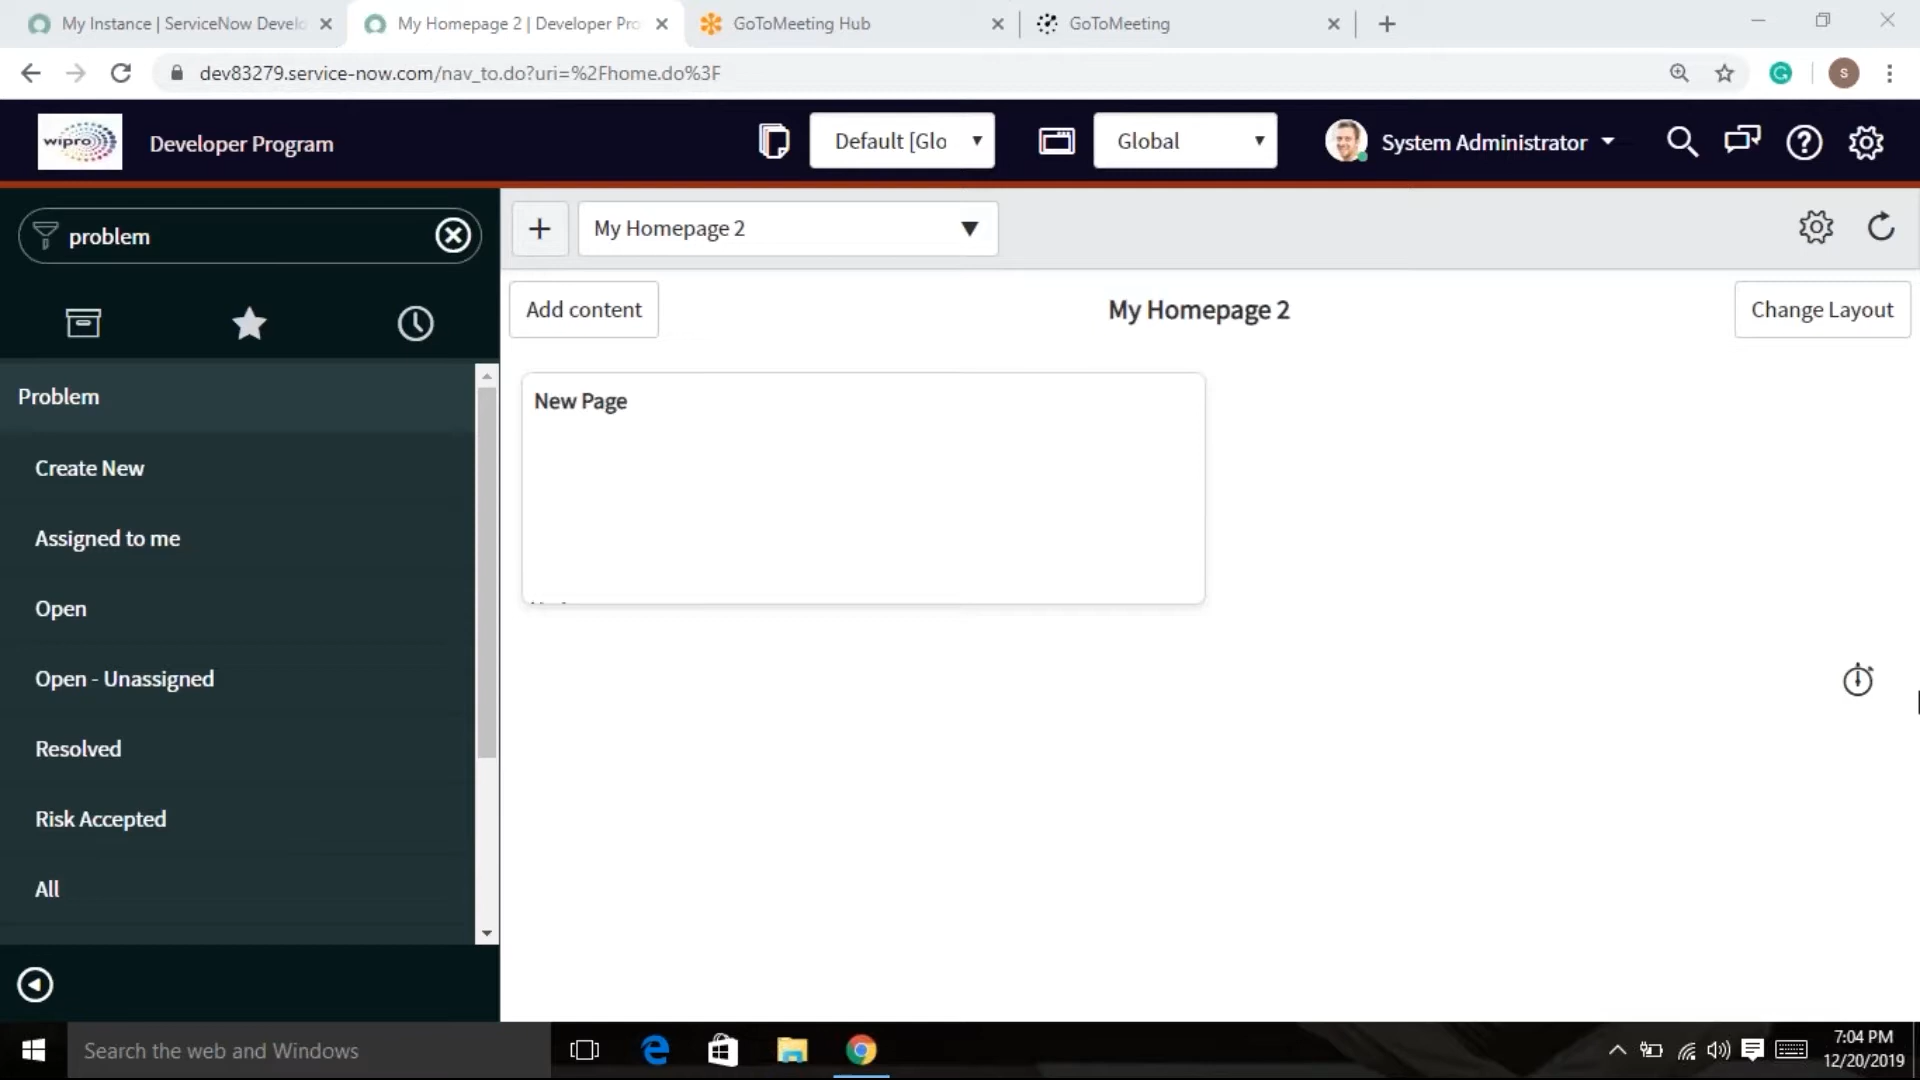 My Instance | ServiceNow Develo
My Homepage 2 | Developer Pro
GoToMeeting Hub
GoToMeeting
dev83279.service-now.com/nav_to.do?uri=%2Fhome.do%3F
S
wipro
Developer Program
Default [Glo
Global
System Administrator
problem
My Homepage 2
Add content
My Homepage 2
Change Layout
Problem
New Page
Create New
Assigned to me
Open
Open - Unassigned
Resolved
Risk Accepted
All
Search the web and Windows
7:04 PM
12/20/2019